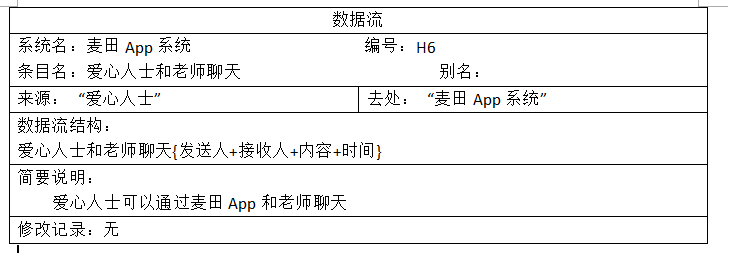 数据流
系统名：麦田 App 系统 编号：H6
条目名：爱心人士和老师聊天 别名：
来源： “爱心人士” 去处： “麦田 App 系统”
数据流结构：
爱心人士和老师聊天{发送人+接收人+内容+时间}
简要说明：
爱心人士可以通过麦田 App 和老师聊天
修改记录：无